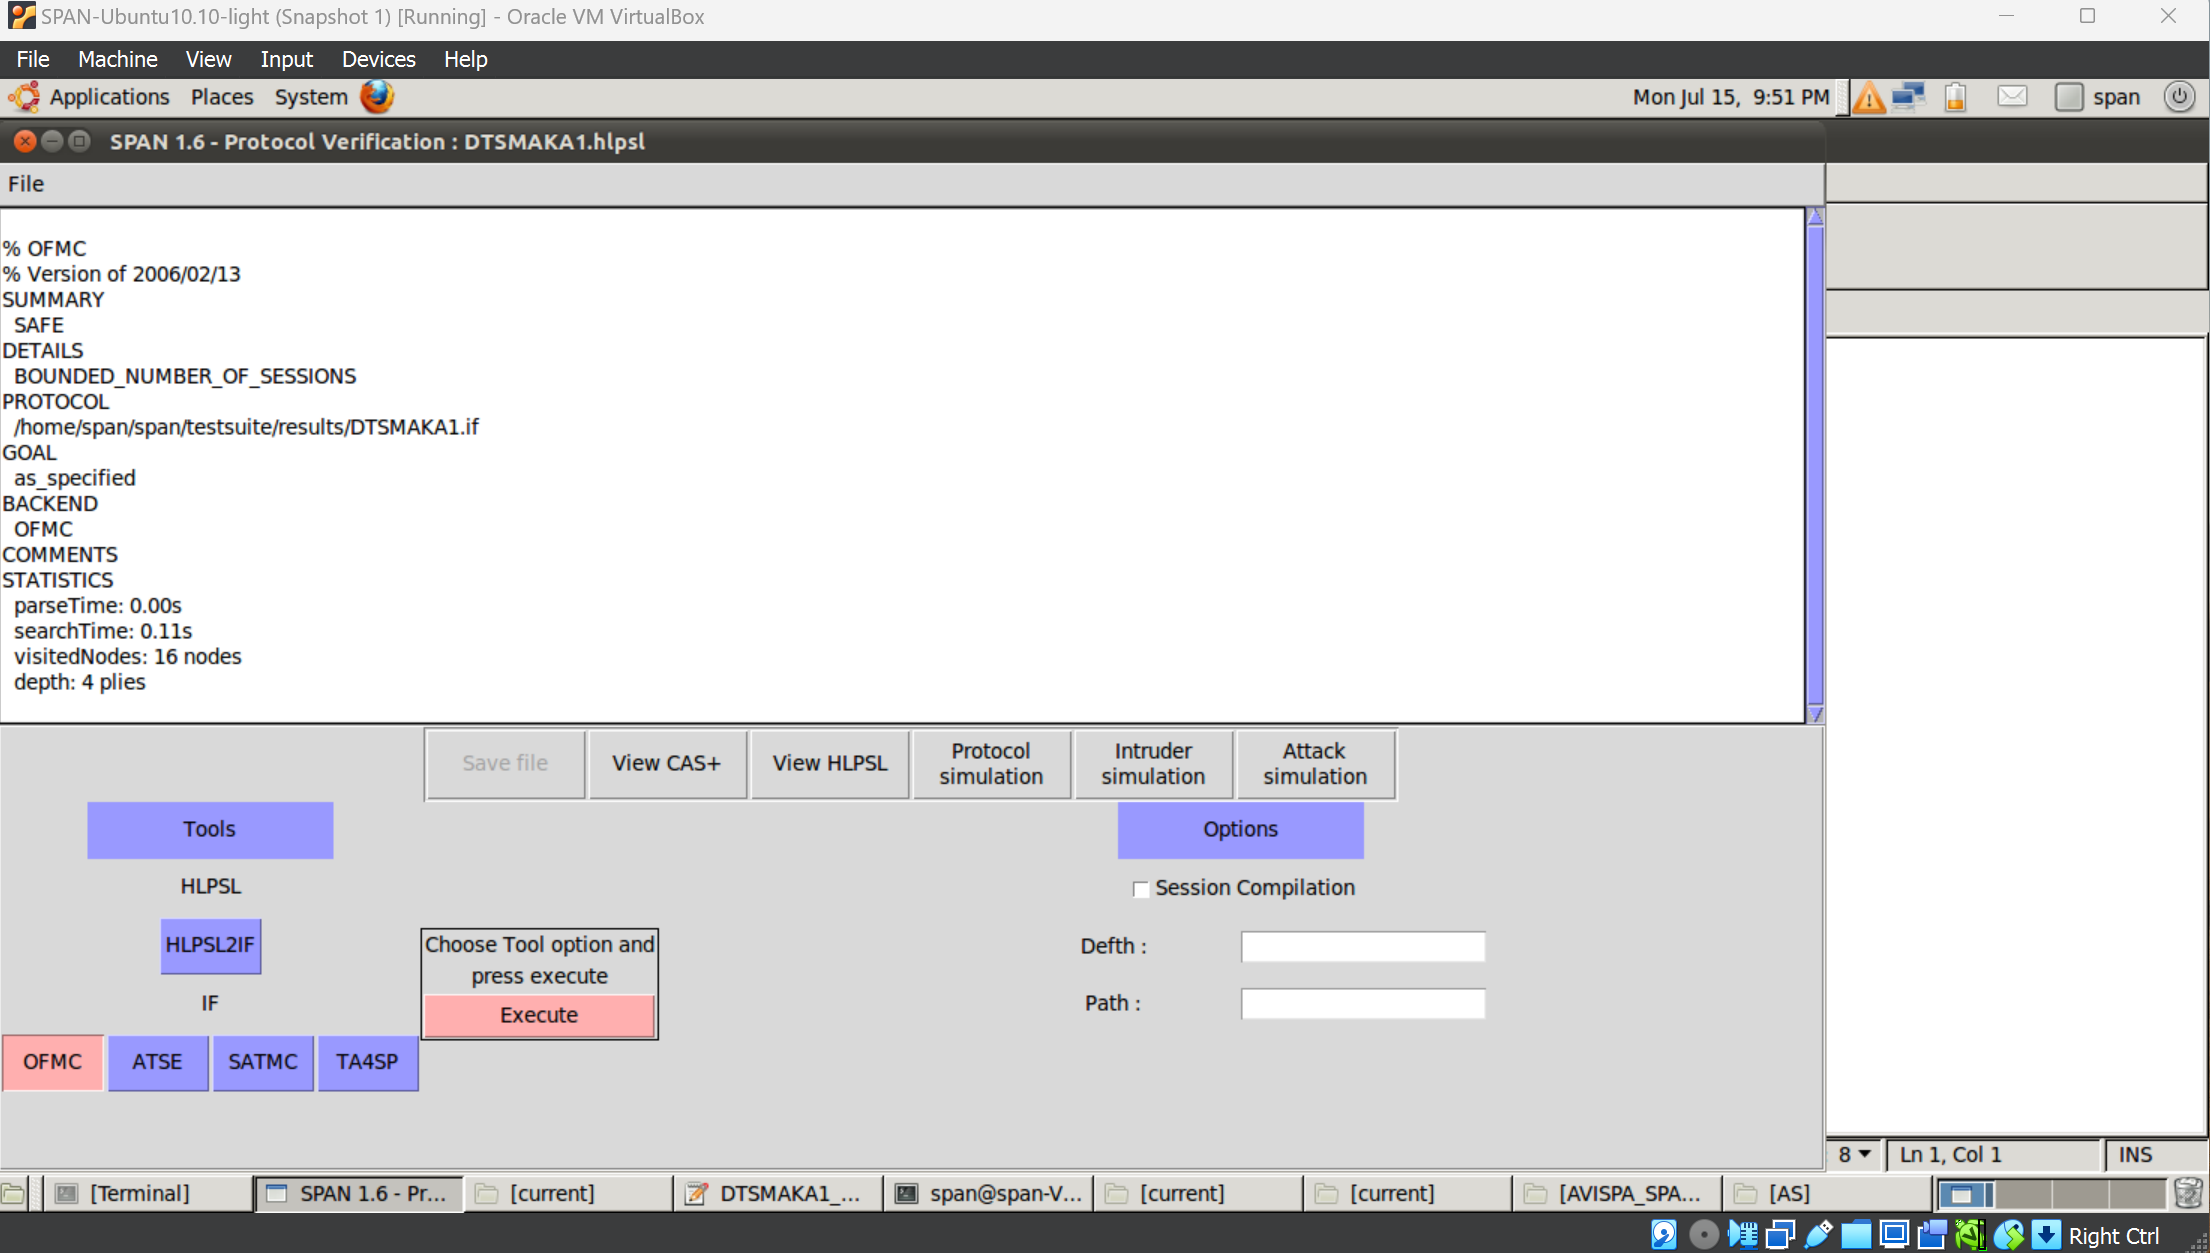 SPAN-Ubuntu10.10-light (Snapshot 1) [Running] - Oracle VM VirtualBox
File Machine View Input Devices Help
Applications Places System Mon Jul 15, 9:51 PM span
SPAN 1.6 - Protocol Verification : DTSMAKA1.hlpsl
File
% OFMC
% Version of 2006/02/13
SUMMARY
SAFE
DETAILS
BOUNDED_NUMBER_OF_SESSIONS
PROTOCOL
/home/span/span/testsuite/results/DTSMAKA1.if
GOAL
as_specified
BACKEND
OFMC
COMMENTS
STATISTICS
parseTime: 0.00s
searchTime: 0.11s
visitedNodes: 16 nodes
depth: 4 plies
Save file View CAS+ View HLPSL Protocol simulation Intruder simulation Attack simulation
Tools
Options
HLPSL
Session Compilation
HLPSL2IF
Choose Tool option and
press execute
Defth :
IF
Execute
Path :
OFMC ATSE SATMC TA4SP
8 Ln 1, Col 1 INS
[Terminal] SPAN 1.6 - Pr... [current] DTSMAKA1_... span@span-V... [current] [current] [AVISPA_SPA... [AS]
Right Ctrl